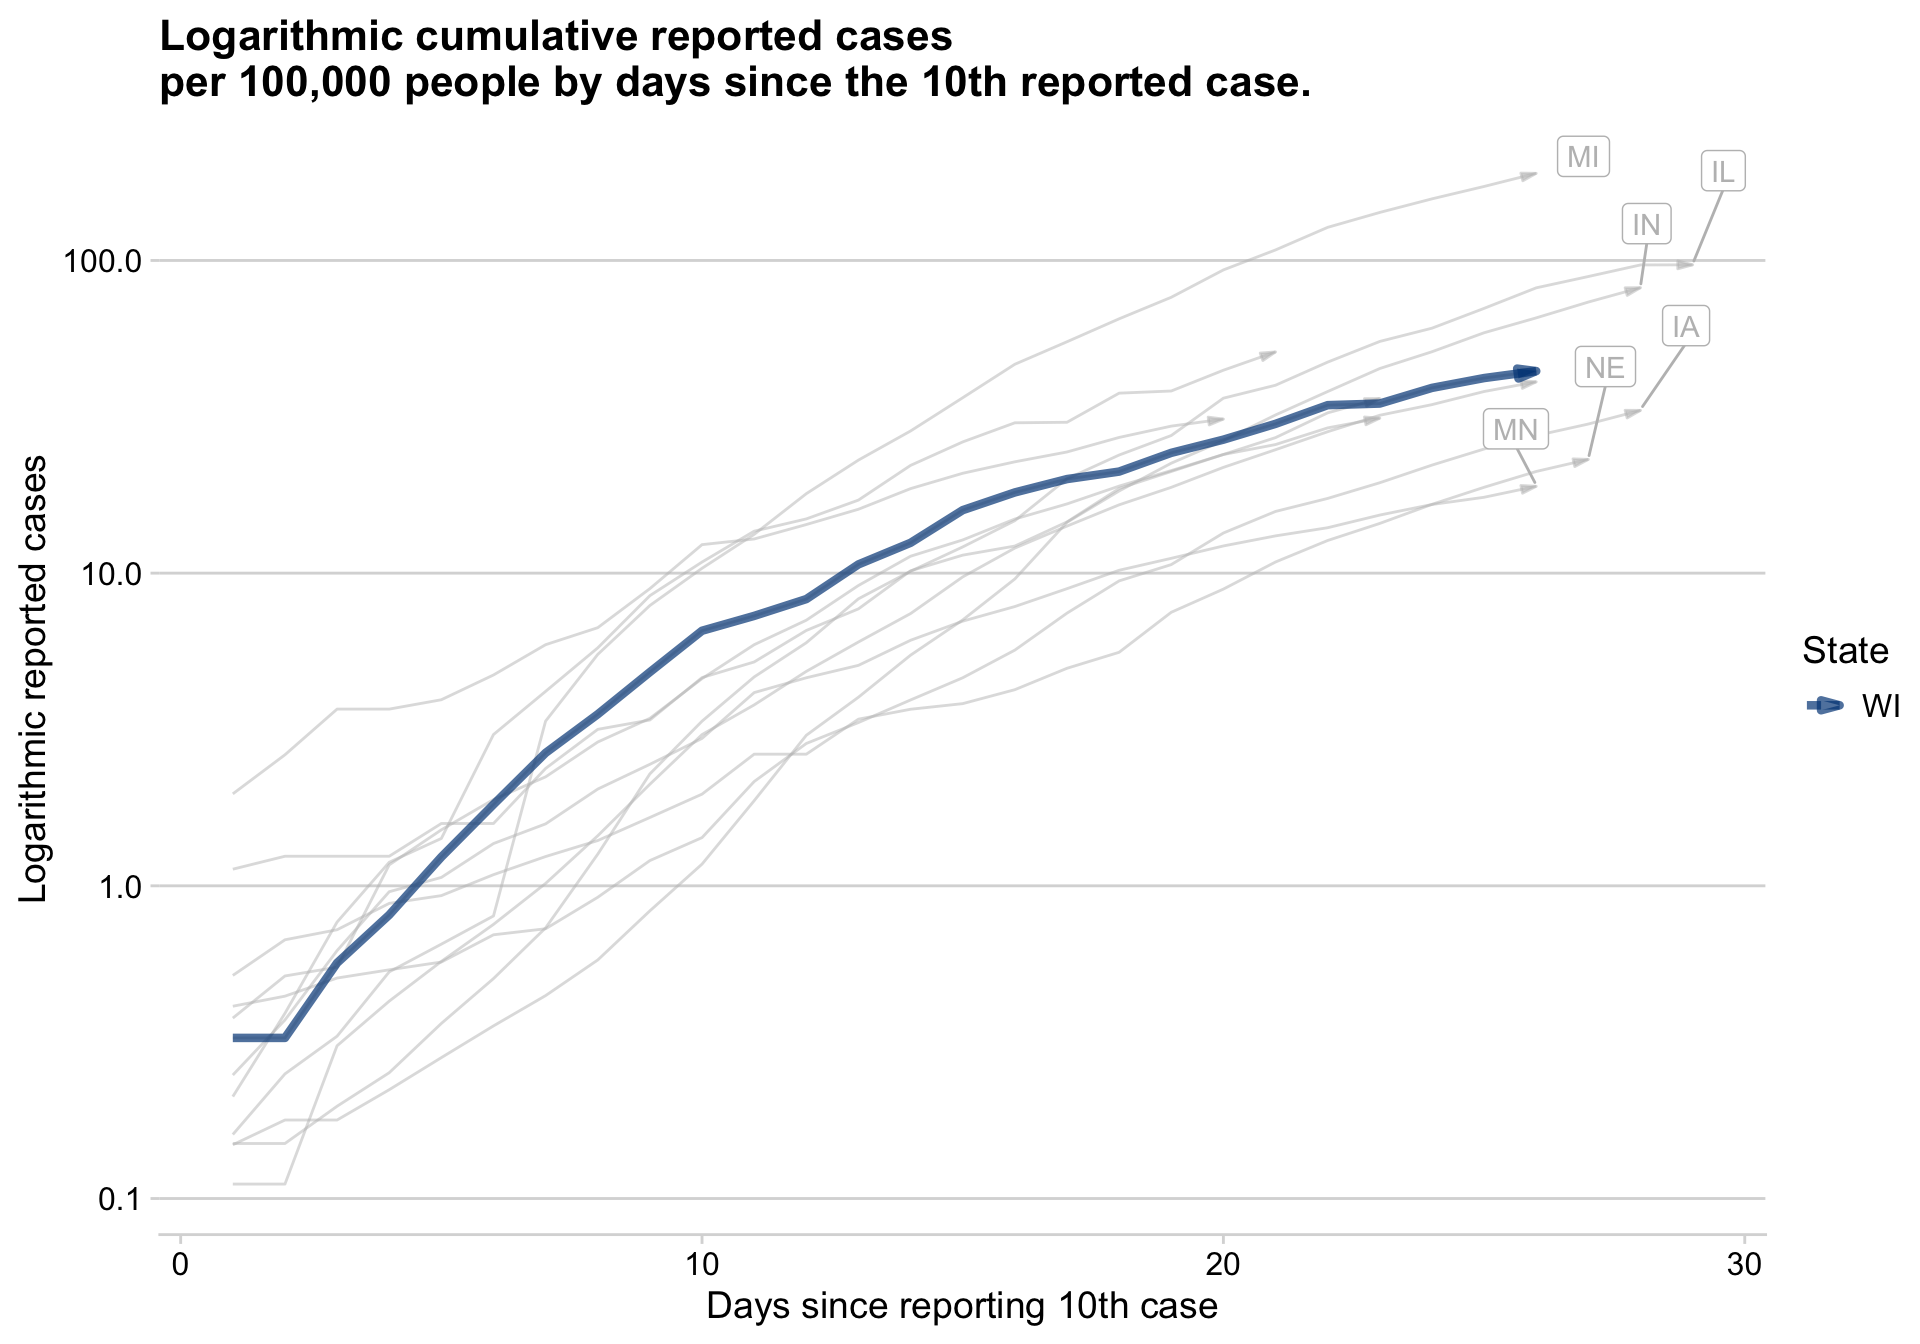 Logarithmic cumulative reported cases
per 100,000 people by days since the 10th reported case.
MI
IL
IN
100.0
IA
NE
MN
10.0
1.0
0.1
Logarithmic reported cases
0
10
20
30
Days since reporting 10th case
State
WI